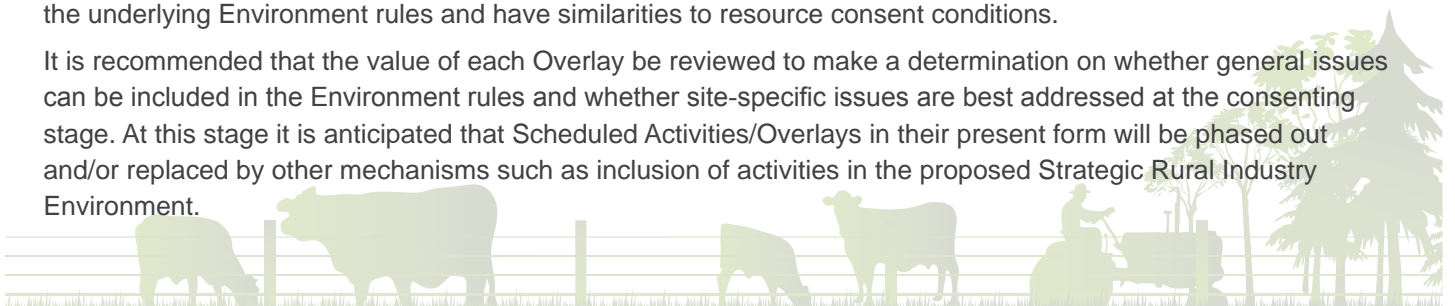 the underlying Environment rules and have similarities to resource consent conditions.
It is recommended that the value of each Overlay be reviewed to make a determination on whether general issues
can be included in the Environment rules and whether site-specific issues are best addressed at the consenting
stage. At this stage it is anticipated that Scheduled Activities/Overlays in their present form will be phased out
and/or replaced by other mechanisms such as inclusion of activities in the proposed Strategic Rural Industry
Environment.